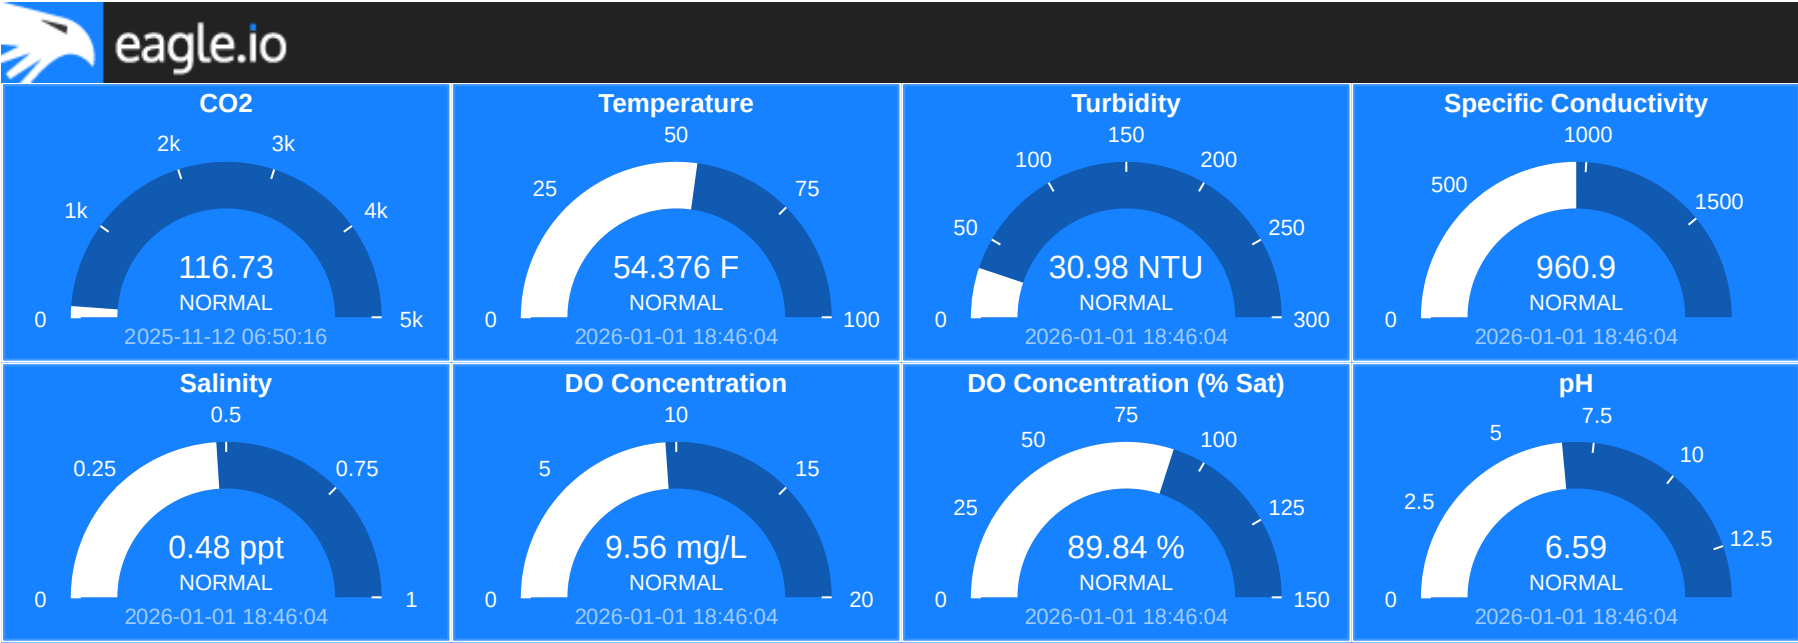 eagle.io
CO2
2k 3k
1k 4k
116.73
NORMAL
0 5k
2025-11-12 06:50:16
Temperature
50
25 75
54.376 F
NORMAL
0 100
2026-01-01 18:46:04
Turbidity
150
100 200
50 250
30.98 NTU
NORMAL
0 300
2026-01-01 18:46:04
Specific Conductivity
1000
500 1500
960.9
NORMAL
0
2026-01-01 18:46:04
Salinity
0.5
0.25 0.75
0.48 ppt
NORMAL
0 1
2026-01-01 18:46:04
DO Concentration
10
5 15
9.56 mg/L
NORMAL
0 20
2026-01-01 18:46:04
DO Concentration (% Sat)
75
50 100
25 125
89.84 %
NORMAL
0 150
2026-01-01 18:46:04
pH
7.5
5 10
2.5 12.5
6.59
NORMAL
0
2026-01-01 18:46:04